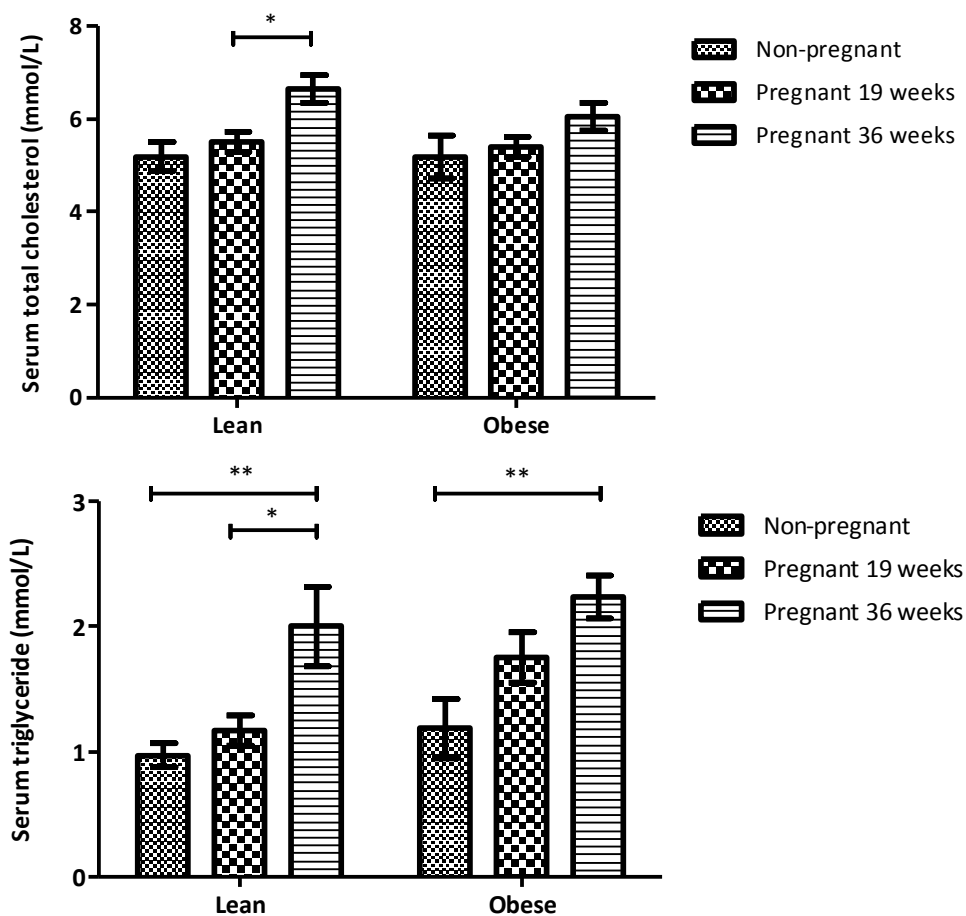 Serum total cholesterol (mmol/L)
8
6
4
2
0
*
Lean
Obese
Non-pregnant
Pregnant 19 weeks
Pregnant 36 weeks
Serum triglyceride (mmol/L)
3
2
1
0
**
*
**
Lean
Obese
Non-pregnant
Pregnant 19 weeks
Pregnant 36 weeks